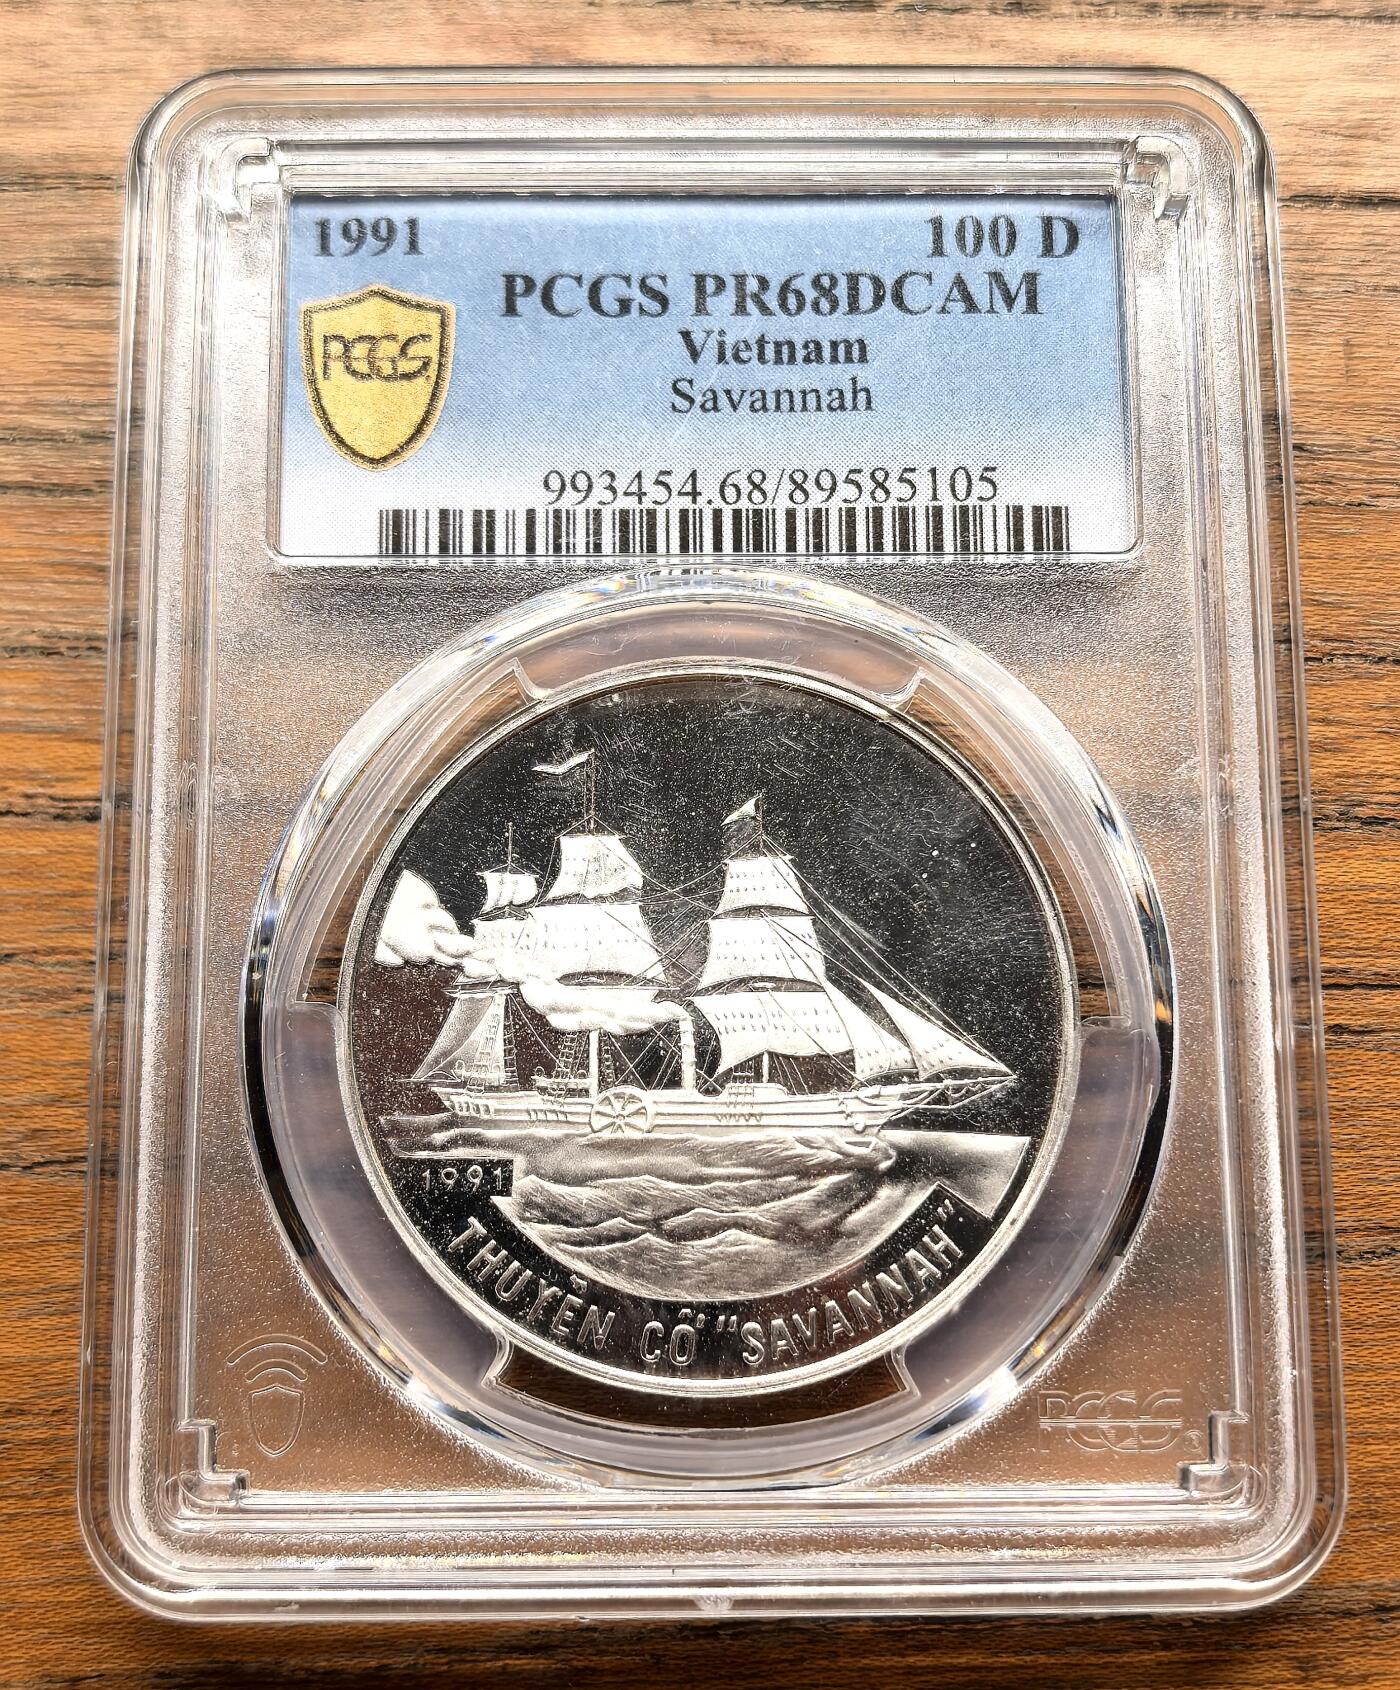 1991 100 D
PCGS PR68DCAM
PCGS
Vietnam
Savannah
993454.68/89585105
1991
THUYỀN CỔ "SAVANNAH"
PCGS